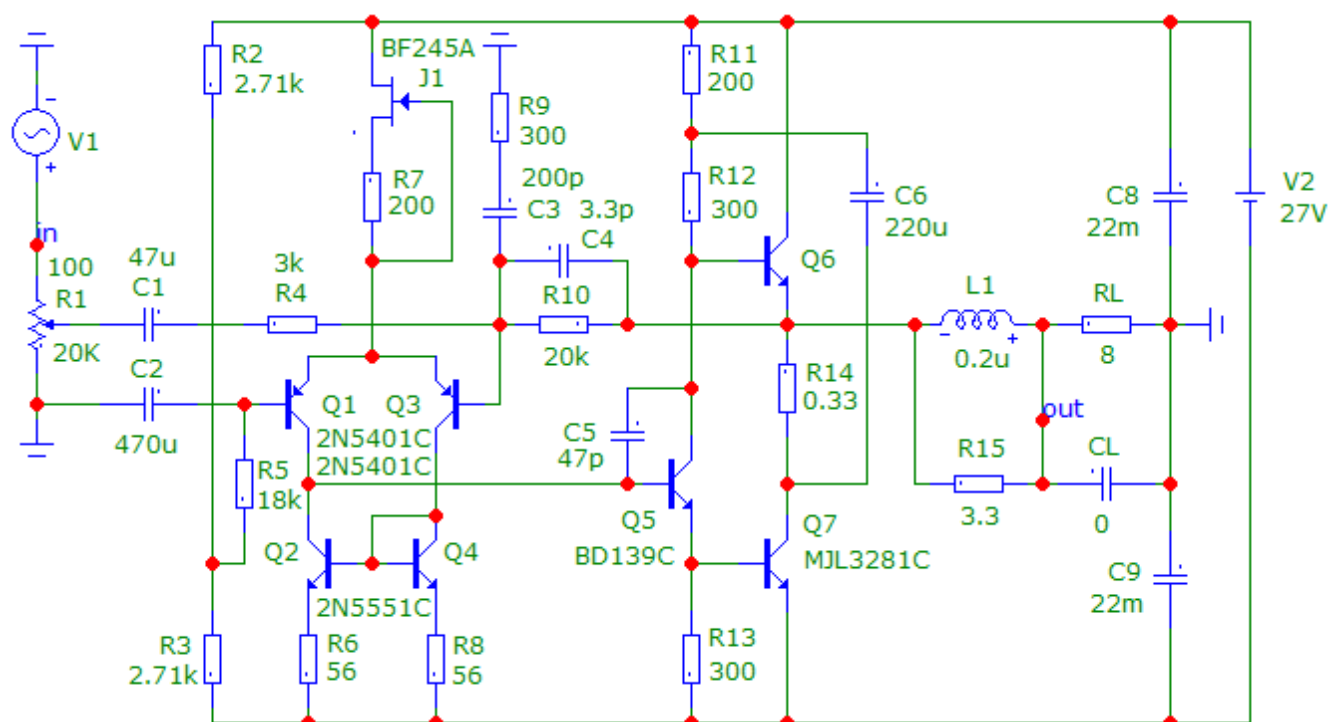 R2
2.71k
BF245A
J1
R11
200
V1
R9
300
R7
200
200p
C3
3.3p
C4
R12
300
C6
220u
C8
22m
V2
27V
in
100
R1
20K
47u
C1
3k
R4
R10
20k
Q6
L1
0.2u
RL
8
C2
470u
Q1
Q3
2N5401C
2N5401C
R14
0.33
out
R5
18k
C5
47p
R15
3.3
CL
0
Q2
Q4
2N5551C
Q5
BD139C
Q7
MJL3281C
C9
22m
R3
2.71k
R6
56
R8
56
R13
300